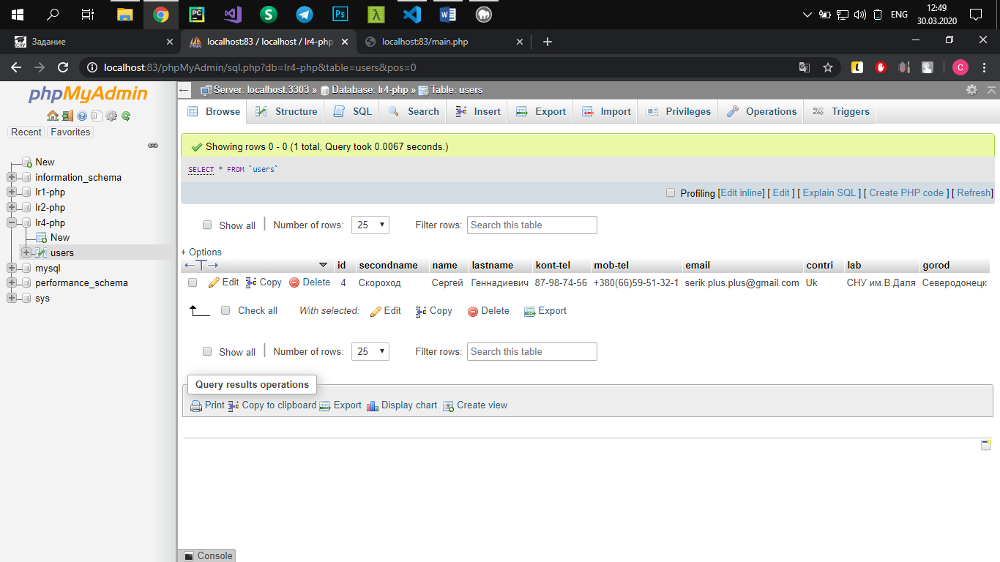 ENG
12:49
30.03.2020
Задание
localhost:83 / localhost / lr4-php
localhost:83/main.php
localhost:83/phpMyAdmin/sql.php?db=lr4-php&table=users&pos=0
C
phpMyAdmin
Recent Favorites
New
information_schema
lr1-php
lr2-php
lr4-php
New
users
mysql
performance_schema
sys
Server: localhost:3303 » Database: lr4-php » Table: users
Browse Structure SQL Search Insert Export Import Privileges Operations Triggers
Showing rows 0 - 0 (1 total, Query took 0.0067 seconds.)
SELECT * FROM `users`
Profiling [Edit inline] [ Edit ] [ Explain SQL ] [ Create PHP code ] [ Refresh]
Show all | Number of rows: 25 Filter rows: Search this table
+ Options
←T→ id secondname name lastname kont-tel mob-tel email contri lab gorod
Edit Copy Delete 4 Скороход Сергей Геннадиевич 87-98-74-56 +380(66)59-51-32-1 serik.plus.plus@gmail.com Uk СНУ им.В.Даля Северодонецк
Check all With selected: Edit Copy Delete Export
Show all | Number of rows: 25 Filter rows: Search this table
Query results operations
Print Copy to clipboard Export Display chart Create view
Console